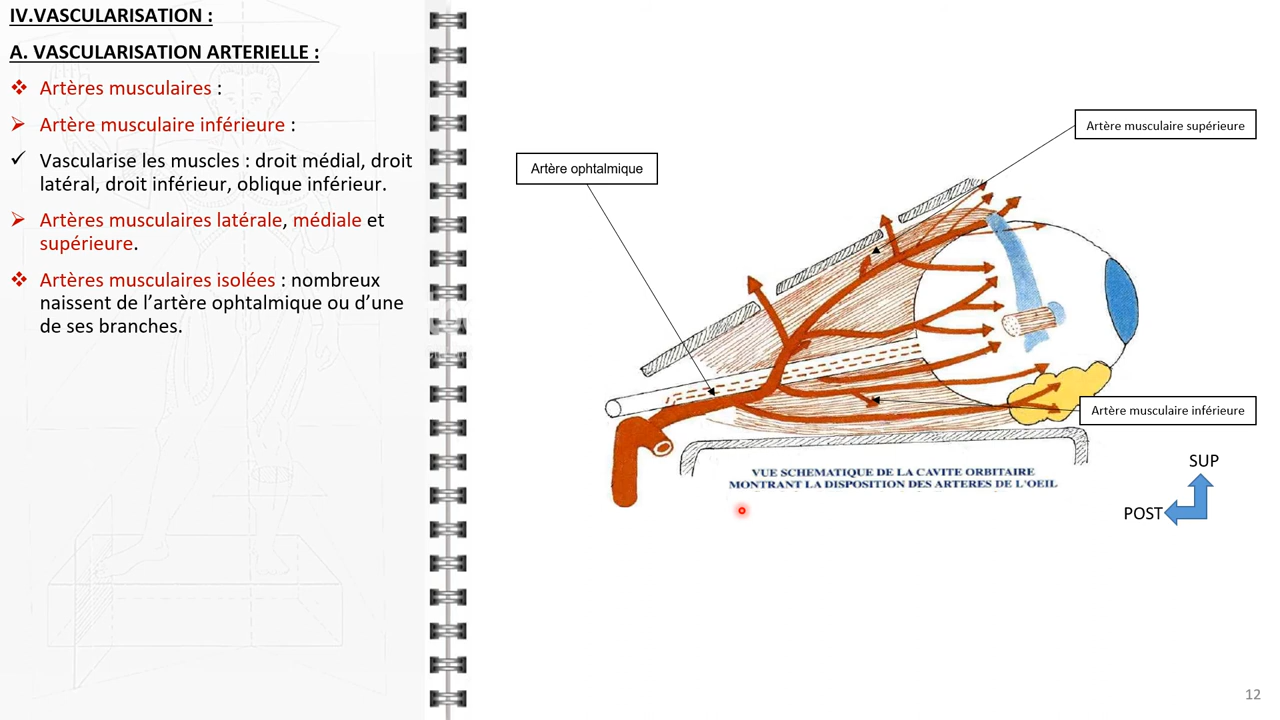 IV.VASCULARISATION :
A. VASCULARISATION ARTERIELLE :
❖ Artères musculaires :
➢ Artère musculaire inférieure :
✓ Vascularise les muscles : droit médial, droit
latéral, droit inférieur, oblique inférieur.
➢ Artères musculaires latérale, médiale et
supérieure.
❖ Artères musculaires isolées : nombreux
naissent de l’artère ophtalmique ou d’une
de ses branches.
Artère musculaire supérieure
Artère ophtalmique
Artère musculaire inférieure
VUE SCHEMATIQUE DE LA CAVITE ORBITAIRE
MONTRANT LA DISPOSITION DES ARTERES DE L'OEIL
SUP
POST
12